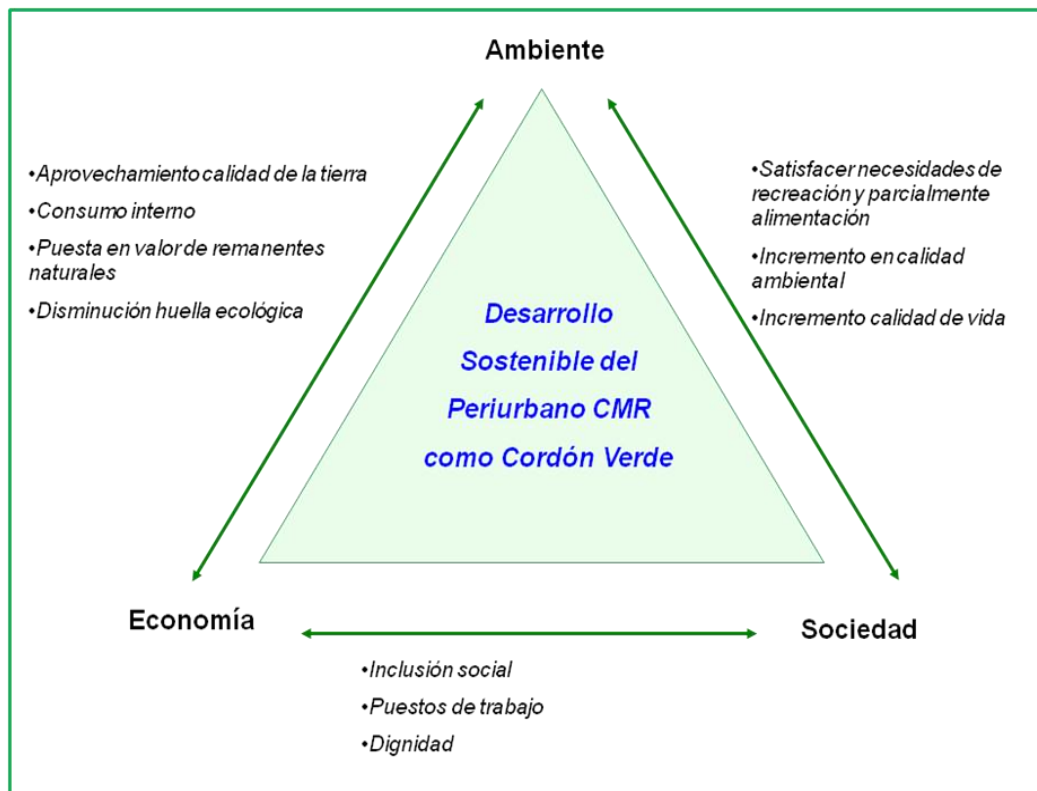 Ambiente
•Aprovechamiento calidad de la tierra
•Consumo interno
•Puesta en valor de remanentes
naturales
•Disminución huella ecológica
•Satisfacer necesidades de
recreación y parcialmente
alimentación
•Incremento en calidad
ambiental
•Incremento calidad de vida
Desarrollo
Sostenible del
Periurbano CMR
como Cordón Verde
Economía
Sociedad
•Inclusión social
•Puestos de trabajo
•Dignidad